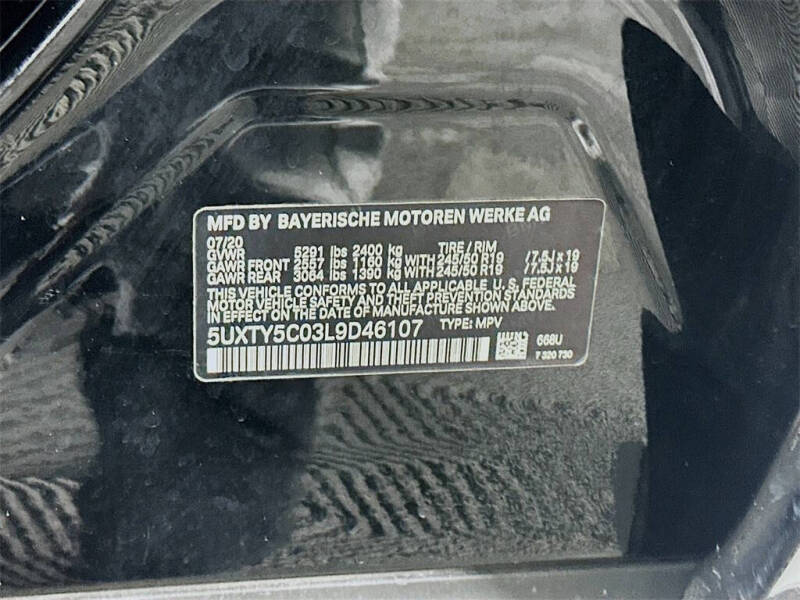 MFD BY BAYERISCHE MOTOREN WERKE AG
07/20
GVWR 5291 lbs 2400 kg TIRE / RIM
GAWR FRONT 2557 lbs 1160 kg WITH 245/50 R19 / 7.5J x 19
GAWR REAR 3064 lbs 1390 kg WITH 245/50 R19 / 7.5J x 19
THIS VEHICLE CONFORMS TO ALL APPLICABLE U. S. FEDERAL
MOTOR VEHICLE SAFETY AND THEFT PREVENTION STANDARDS
IN EFFECT ON THE DATE OF MANUFACTURE SHOWN ABOVE.
5UXTY5C03L9D46107 TYPE: MPV
668U
7 320 730